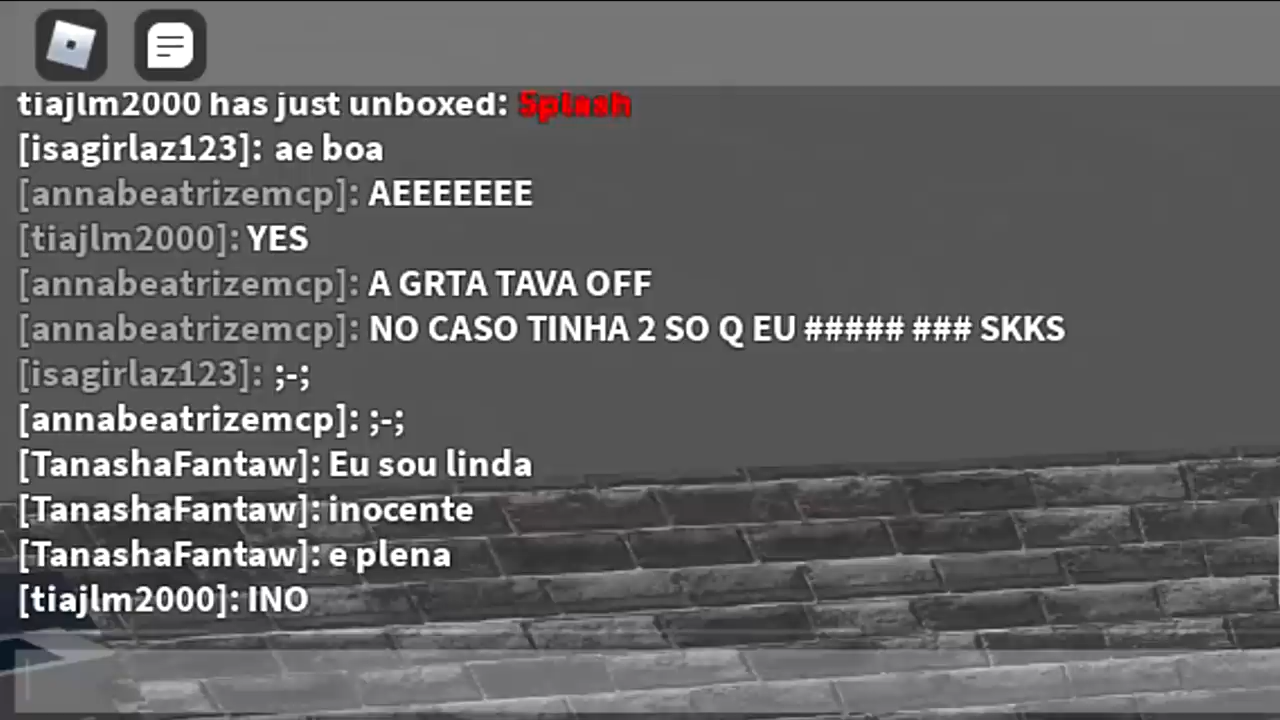 tiajlm2000 has just unboxed: Splash
[isagirlaz123]: ae boa
[annabeatrizemcp]: AEEEEEEE
[tiajlm2000]: YES
[annabeatrizemcp]: A GRTA TAVA OFF
[annabeatrizemcp]: NO CASO TINHA 2 SO Q EU ##### ### SKKS
[isagirlaz123]: ;-;
[annabeatrizemcp]: ;-;
[TanashaFantaw]: Eu sou linda
[TanashaFantaw]: inocente
[TanashaFantaw]: e plena
[tiajlm2000]: INO